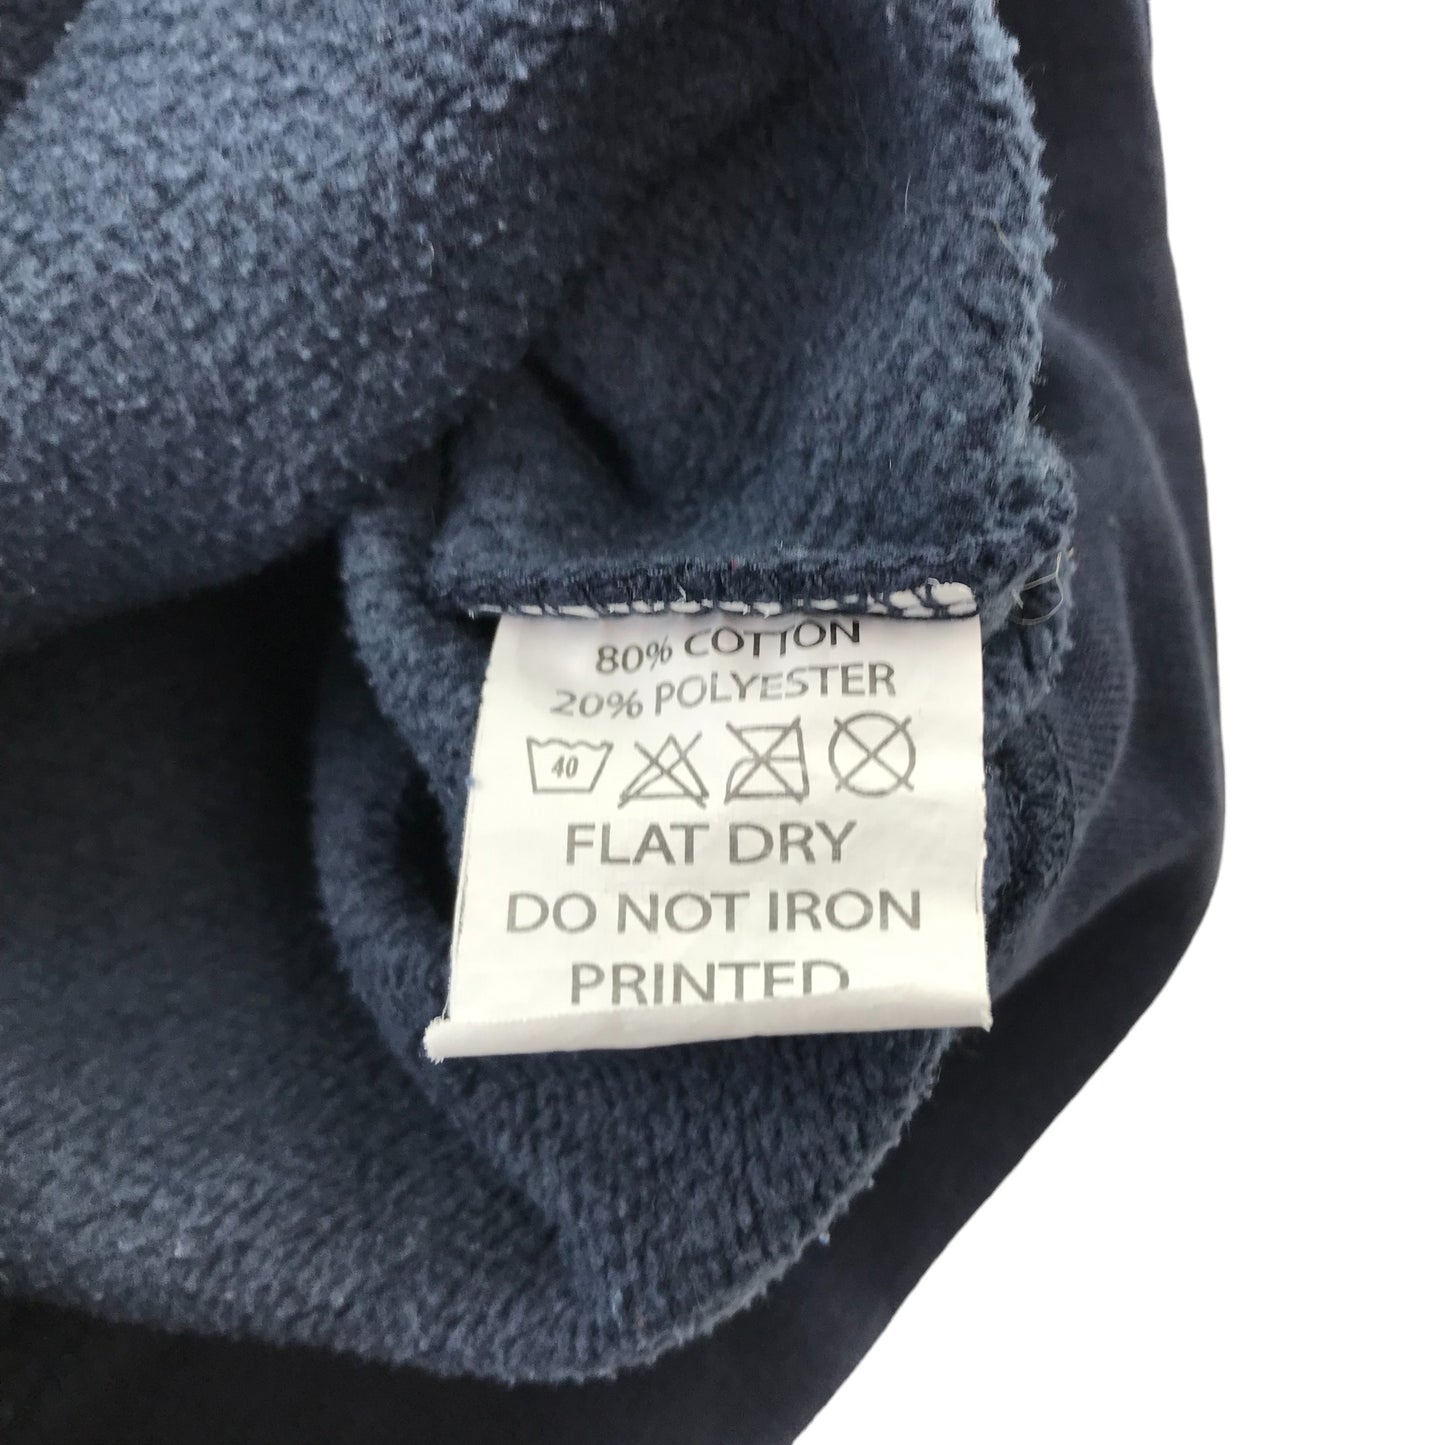 80% COTTON
20% POLYESTER
40
FLAT DRY
DO NOT IRON
PRINTED